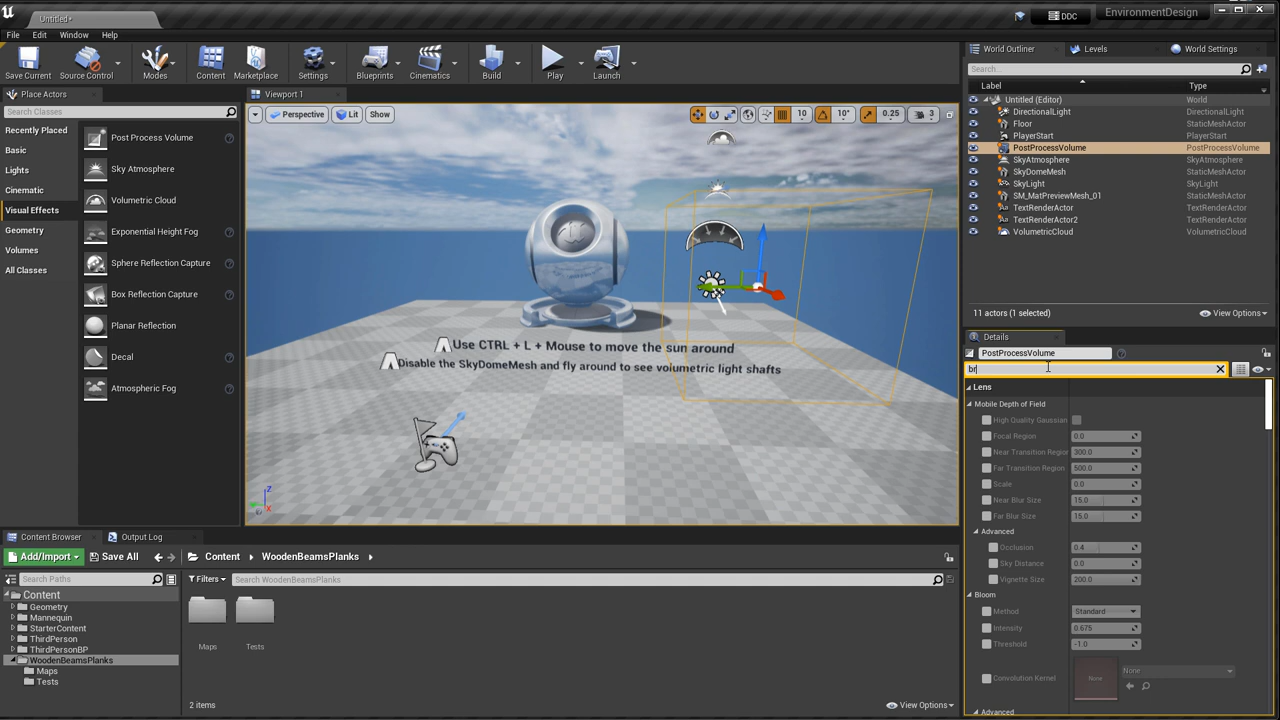 Untitled*
DDC
EnvironmentDesign
File Edit Window Help
Save Current
Source Control
Modes
Content
Marketplace
Settings
Blueprints
Cinematics
Build
Play
Launch
Place Actors
Search Classes
Recently Placed
Basic
Lights
Cinematic
Visual Effects
Geometry
Volumes
All Classes
Post Process Volume
Sky Atmosphere
Volumetric Cloud
Exponential Height Fog
Sphere Reflection Capture
Box Reflection Capture
Planar Reflection
Decal
Atmospheric Fog
Viewport 1
Perspective Lit Show
10 10° 0.25 3
Use CTRL + L + Mouse to move the sun around
Disable the SkyDomeMesh and fly around to see volumetric light shafts
Z
X
World Outliner
Levels
World Settings
Search...
Label Type
Untitled (Editor) World
DirectionalLight DirectionalLight
Floor StaticMeshActor
PlayerStart PlayerStart
PostProcessVolume PostProcessVolume
SkyAtmosphere SkyAtmosphere
SkyDomeMesh StaticMeshActor
SkyLight SkyLight
SM_MatPreviewMesh_01 StaticMeshActor
TextRenderActor TextRenderActor
TextRenderActor2 TextRenderActor
VolumetricCloud VolumetricCloud
11 actors (1 selected)
View Options
Details
PostProcessVolume
br
Lens
Mobile Depth of Field
High Quality Gaussian
Focal Region 0.0
Near Transition Region 300.0
Far Transition Region 500.0
Scale 0.0
Near Blur Size 15.0
Far Blur Size 15.0
Advanced
Occlusion 0.4
Sky Distance 0.0
Vignette Size 200.0
Bloom
Method Standard
Intensity 0.675
Threshold -1.0
Convolution Kernel None None
Advanced
Content Browser
Output Log
Add/Import
Save All
Content
WoodenBeamsPlanks
Search Paths
Filters
Search WoodenBeamsPlanks
Content
Geometry
Mannequin
StarterContent
ThirdPerson
ThirdPersonBP
WoodenBeamsPlanks
Maps
Tests
Maps
Tests
2 items
View Options